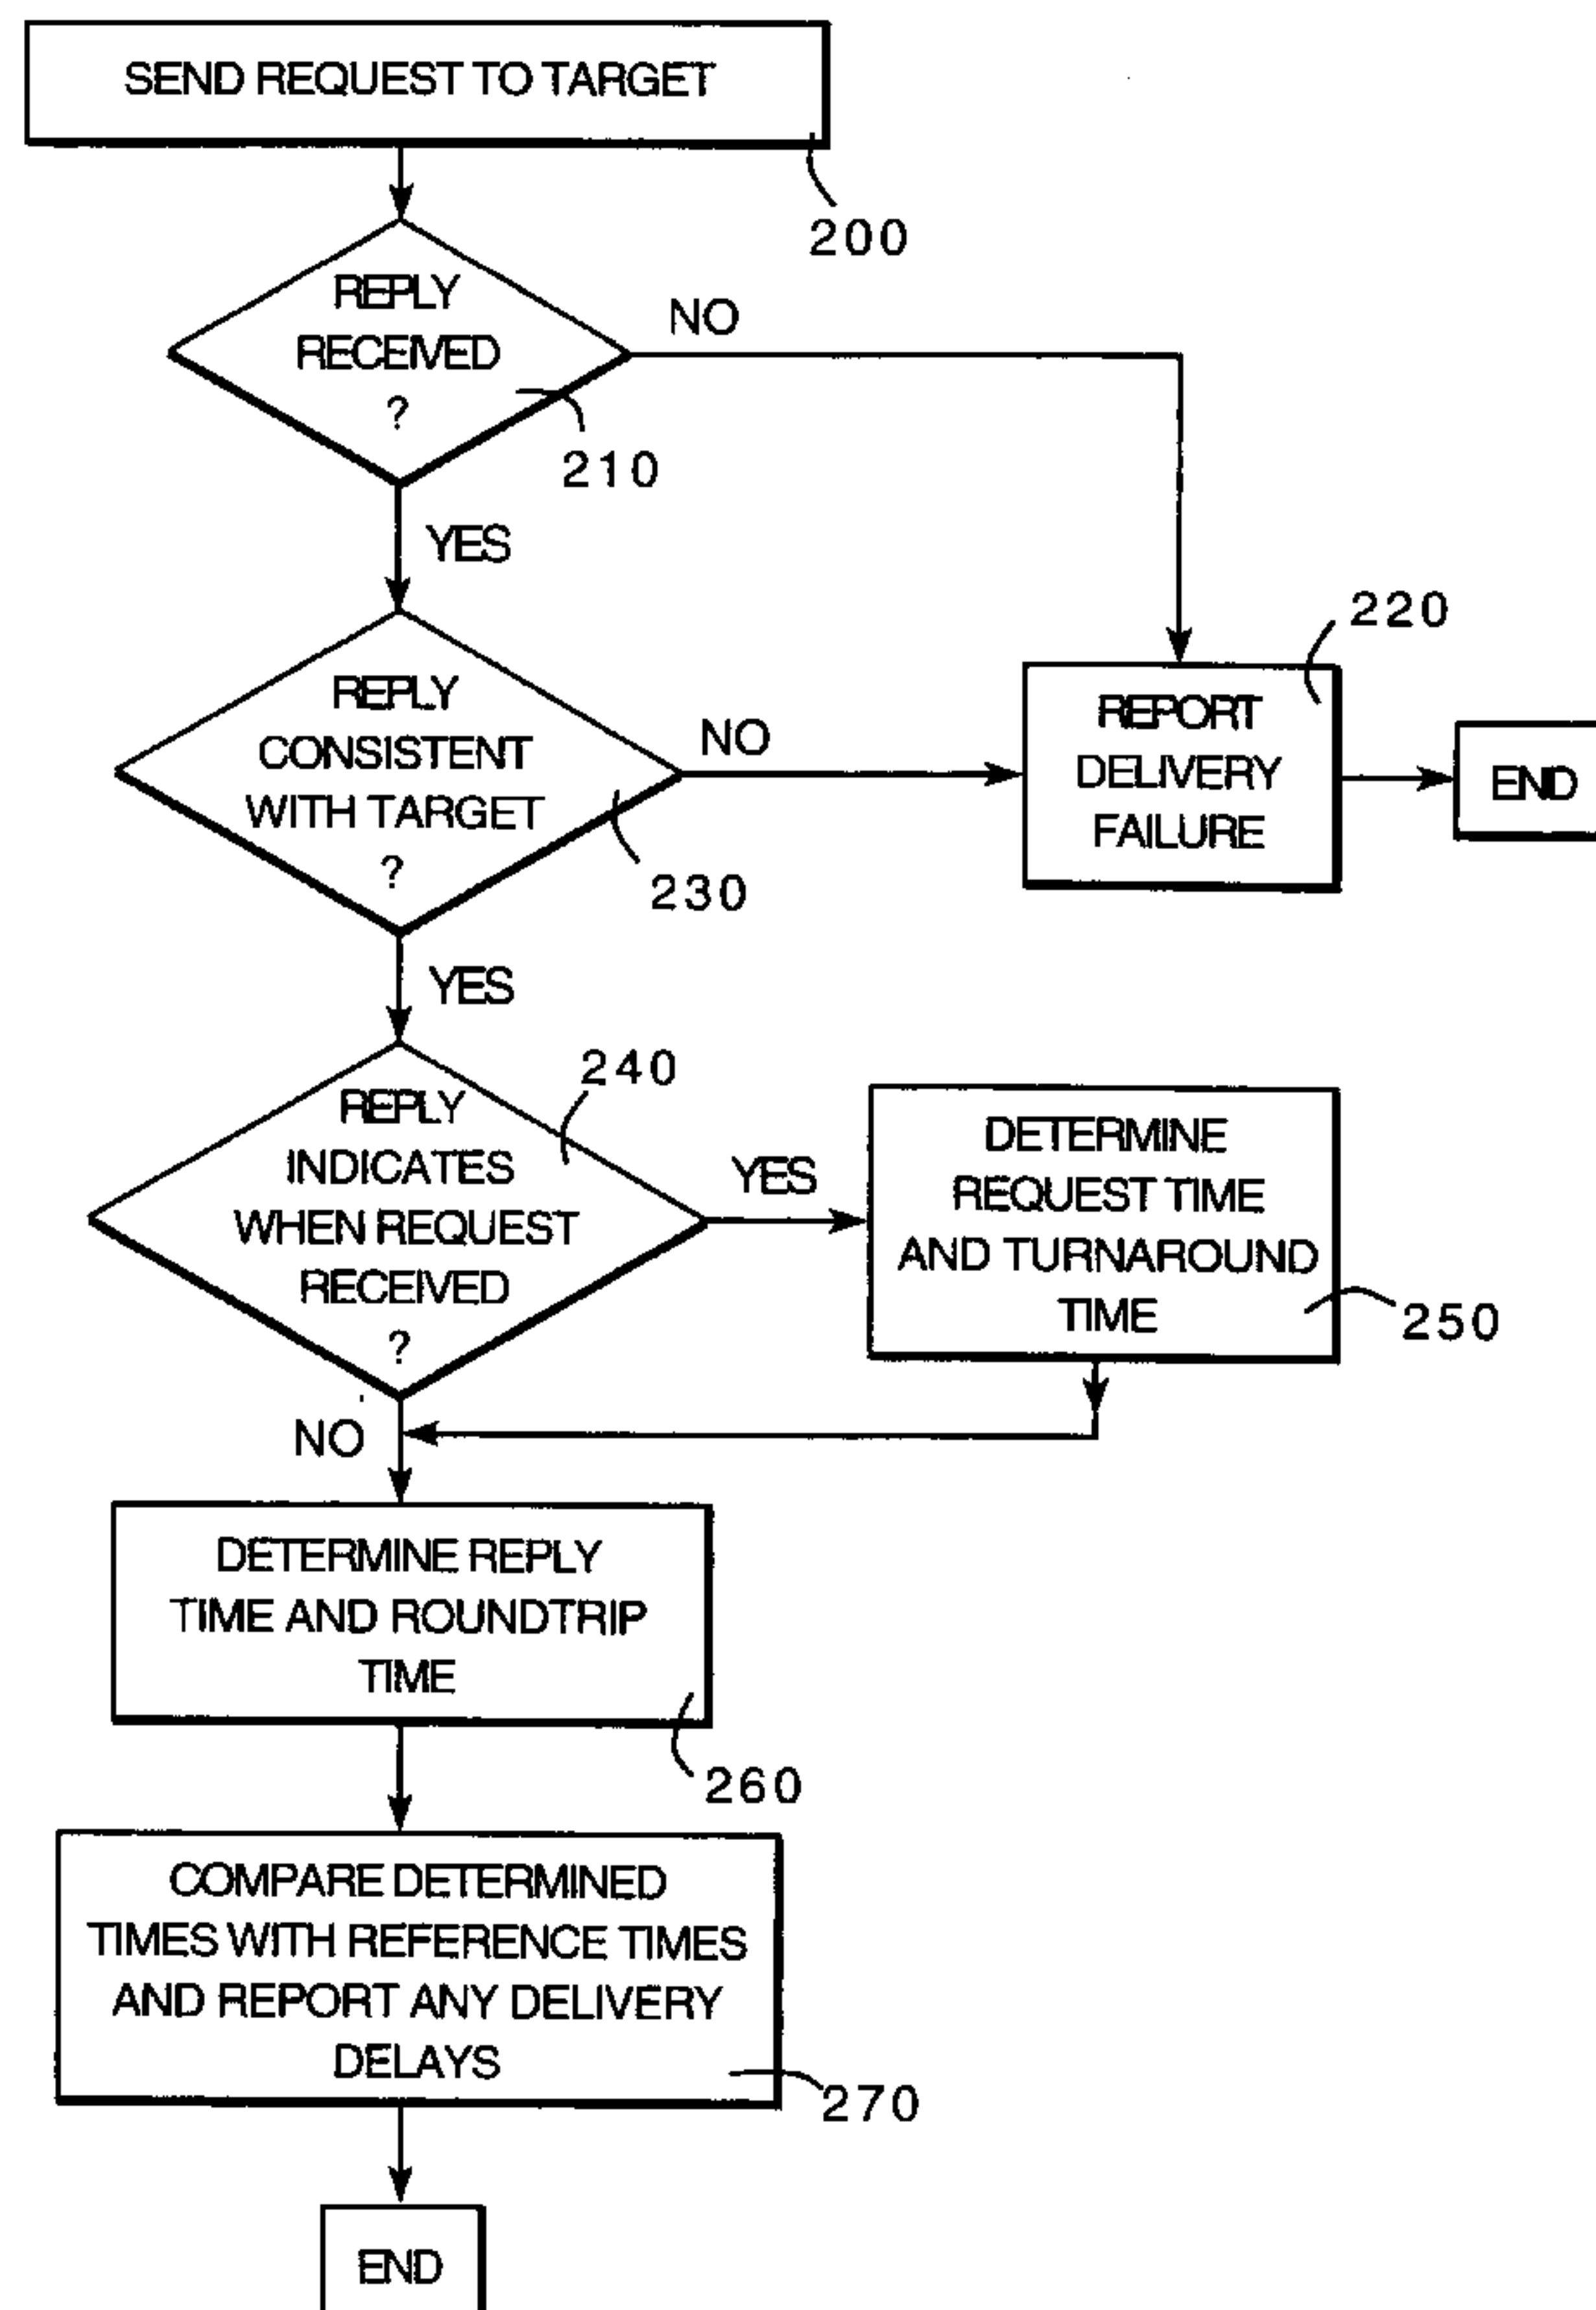 SEND REQUEST TO TARGET
200
REPLY
RECEIVED
?
NO
210
YES
220
REPLY
CONSISTENT
WITH TARGET
?
NO
230
REPORT
DELIVERY
FAILURE
END
YES
240
REPLY
INDICATES
WHEN REQUEST
RECEIVED
?
YES
DETERMINE
REQUEST TIME
AND TURNAROUND
TIME
250
NO
DETERMINE REPLY
TIME AND ROUNDTRIP
TIME
260
COMPARE DETERMINED
TIMES WITH REFERENCE TIMES
AND REPORT ANY DELIVERY
DELAYS
270
END